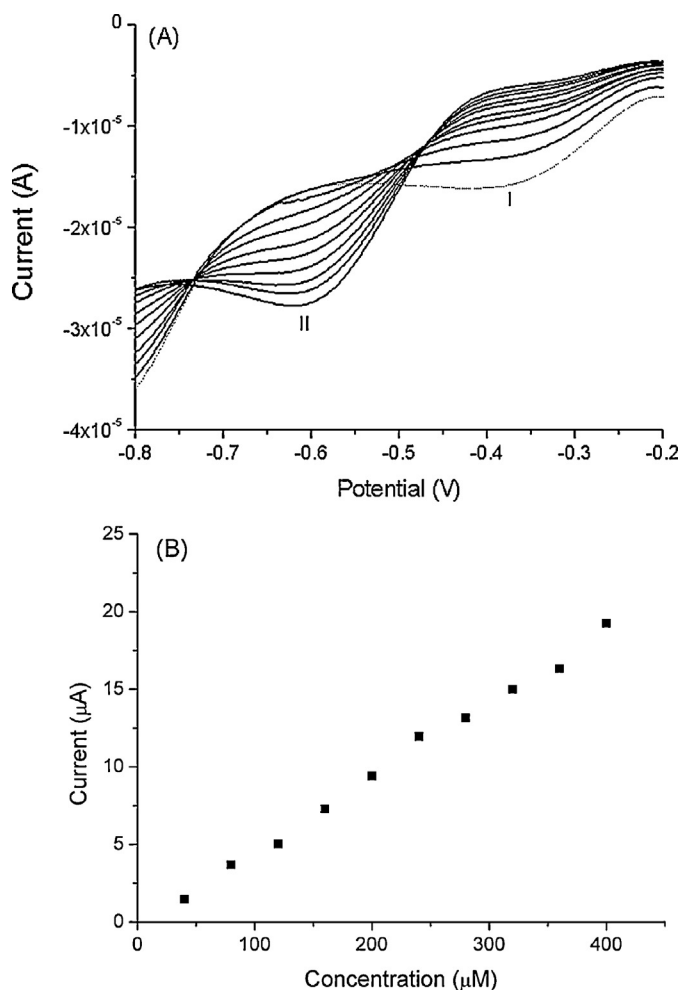 (A)
0
-1x10⁻⁵
-2x10⁻⁵
-3x10⁻⁵
-4x10⁻⁵
Current (A)
I
II
-0.8 -0.7 -0.6 -0.5 -0.4 -0.3 -0.2
Potential (V)
(B)
25
20
15
10
5
0
Current (μA)
0 100 200 300 400
Concentration (μM)